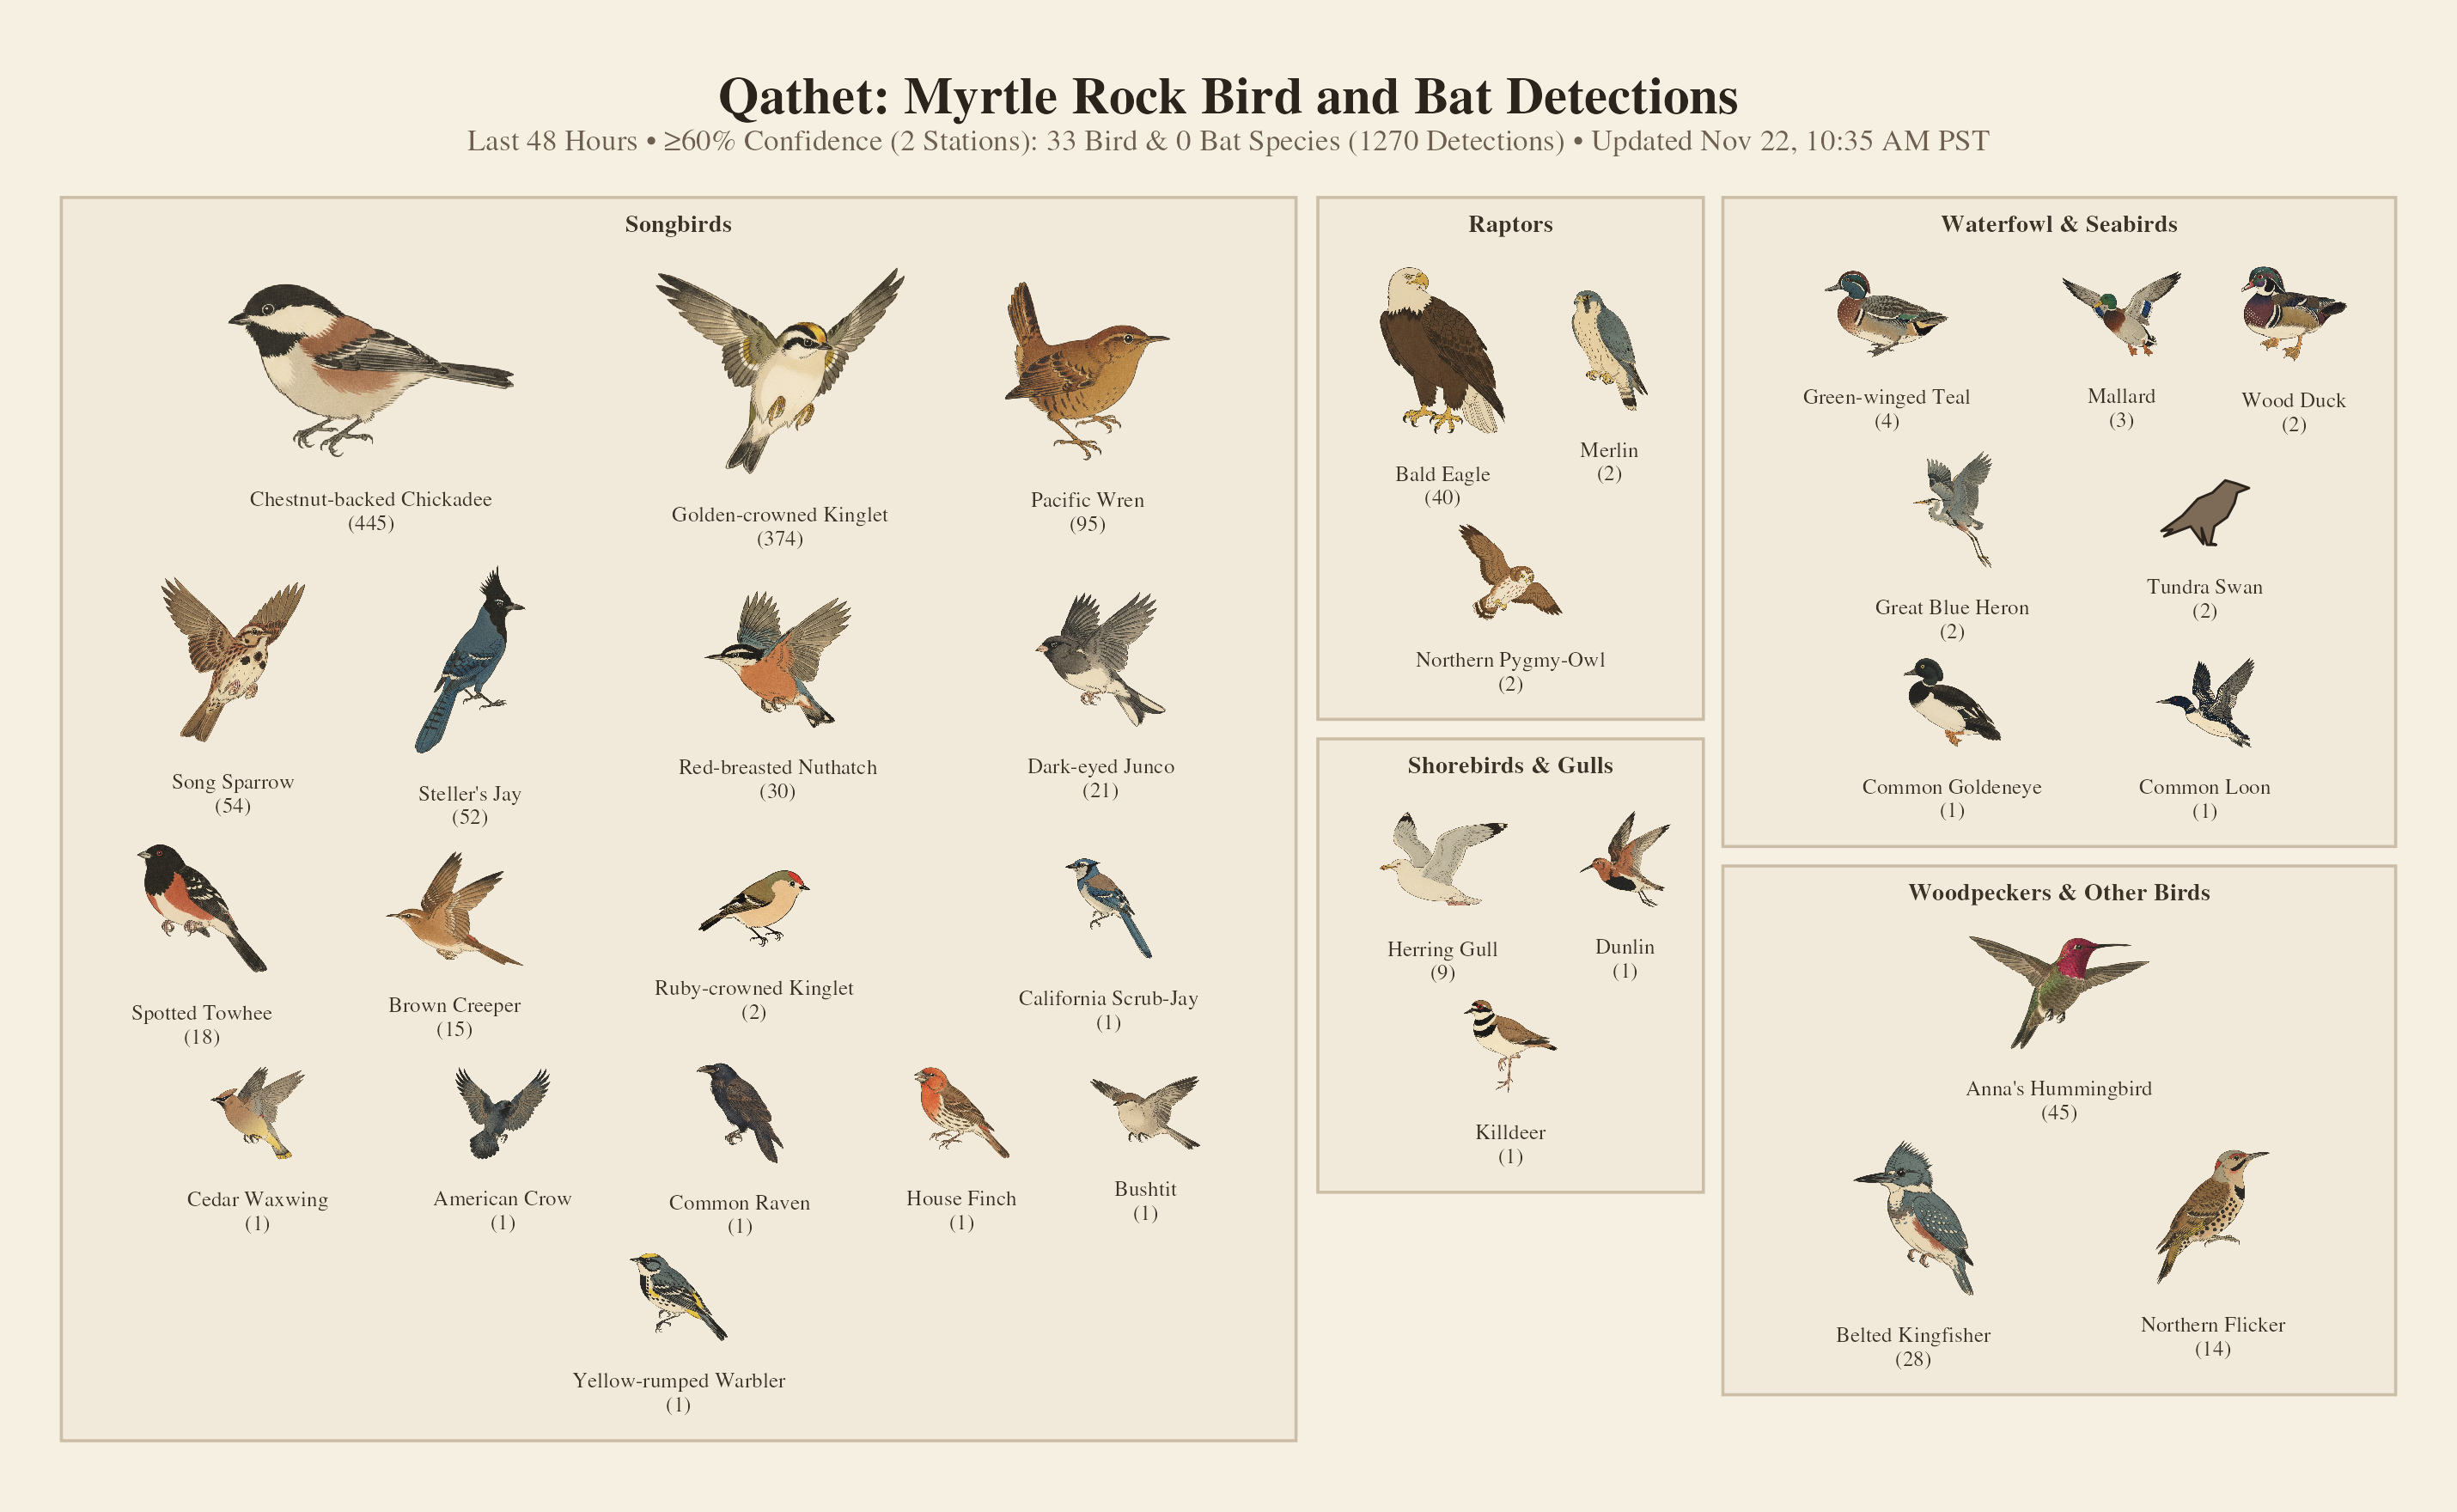 Qathet: Myrtle Rock Bird and Bat Detections
Last 48 Hours • ≥60% Confidence (2 Stations): 33 Bird & 0 Bat Species (1270 Detections) • Updated Nov 22, 10:35 AM PST
Songbirds
Chestnut-backed Chickadee
(445)
Golden-crowned Kinglet
(374)
Pacific Wren
(95)
Song Sparrow
(54)
Steller's Jay
(52)
Red-breasted Nuthatch
(30)
Dark-eyed Junco
(21)
Spotted Towhee
(18)
Brown Creeper
(15)
Ruby-crowned Kinglet
(2)
California Scrub-Jay
(1)
Cedar Waxwing
(1)
American Crow
(1)
Common Raven
(1)
House Finch
(1)
Bushtit
(1)
Yellow-rumped Warbler
(1)
Raptors
Bald Eagle
(40)
Merlin
(2)
Northern Pygmy-Owl
(2)
Shorebirds & Gulls
Herring Gull
(9)
Dunlin
(1)
Killdeer
(1)
Waterfowl & Seabirds
Green-winged Teal
(4)
Mallard
(3)
Wood Duck
(2)
Great Blue Heron
(2)
Tundra Swan
(2)
Common Goldeneye
(1)
Common Loon
(1)
Woodpeckers & Other Birds
Anna's Hummingbird
(45)
Belted Kingfisher
(28)
Northern Flicker
(14)